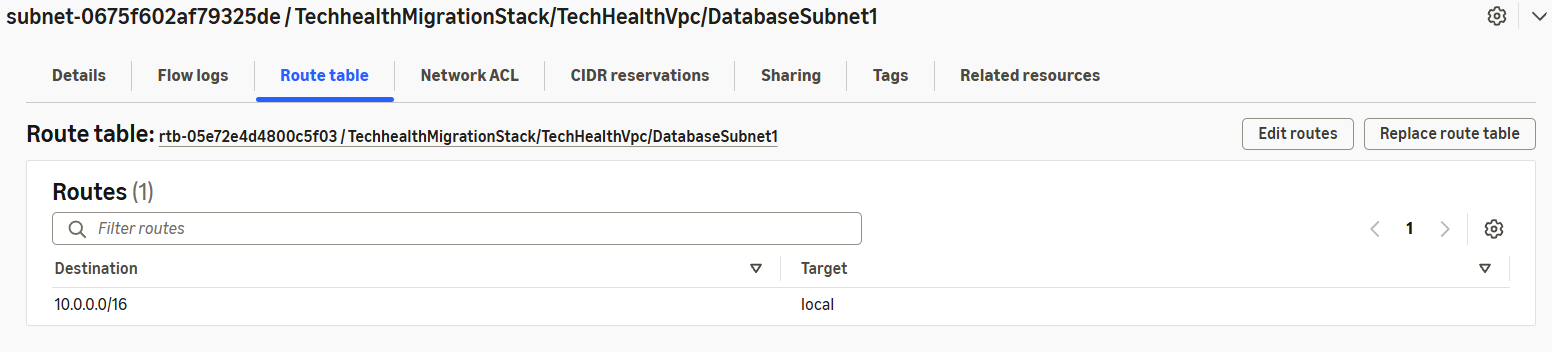 subnet-0675f602af79325de / TechhealthMigrationStack/TechHealthVpc/DatabaseSubnet1
Details Flow logs Route table Network ACL CIDR reservations Sharing Tags Related resources
Route table: rtb-05e72e4d4800c5f03 / TechhealthMigrationStack/TechHealthVpc/DatabaseSubnet1 Edit routes Replace route table
Routes (1)
Filter routes 1
Destination Target
10.0.0.0/16 local